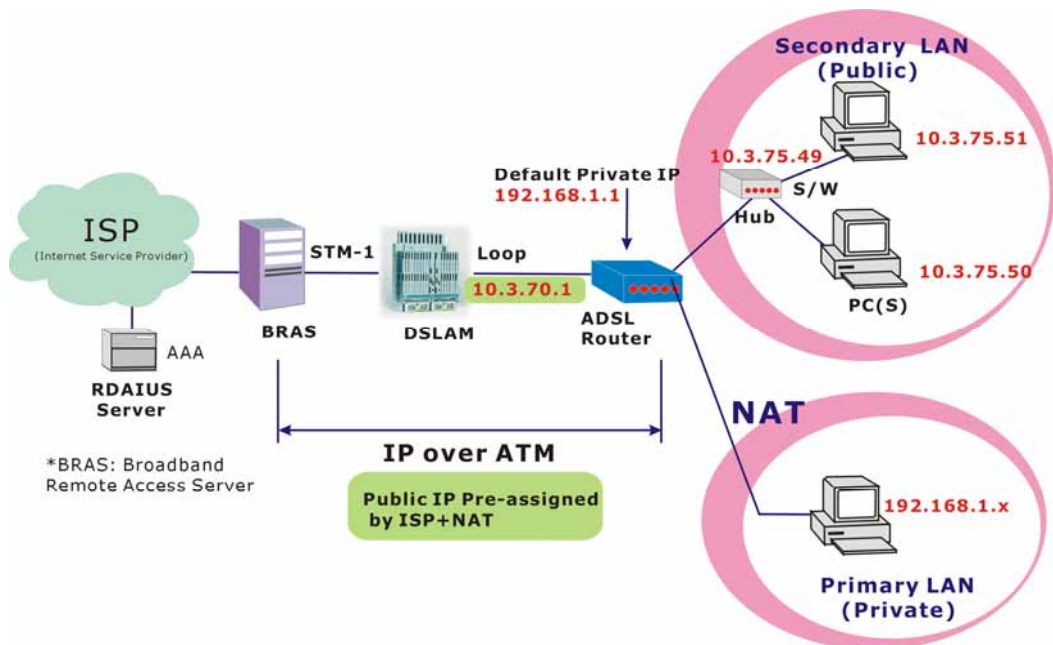 Secondary LAN
(Public)
10.3.75.51
10.3.75.49
S/W
Hub
10.3.75.50
PC(S)
Default Private IP
192.168.1.1
ISP
(Internet Service Provider)
STM-1
Loop
10.3.70.1
BRAS
DSLAM
ADSL
Router
AAA
RDAIUS
Server
NAT
IP over ATM
*BRAS: Broadband
Remote Access Server
Public IP Pre-assigned
by ISP+NAT
192.168.1.x
Primary LAN
(Private)